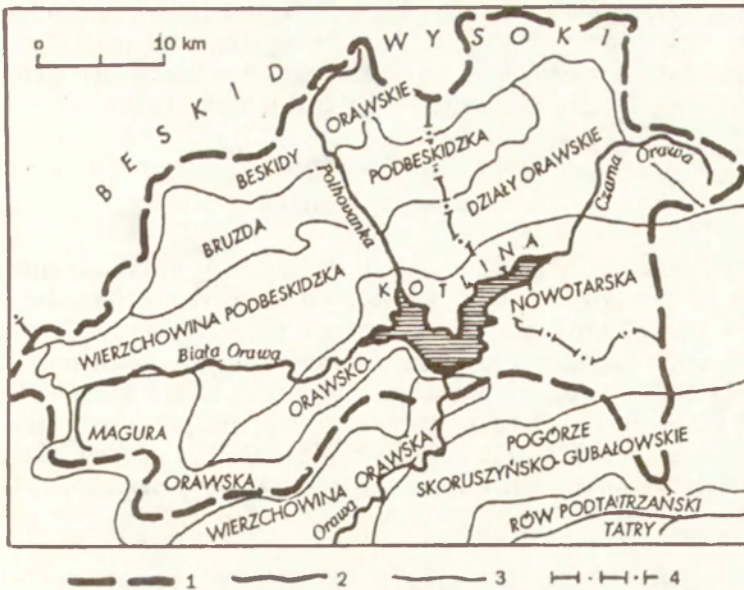 0 10 km
BESKID WYSOKI
BESKIDY ORAWSKIE
Polhovanka
PODBESKIDZKA
DZIAŁY ORAWSKIE
Czarna Orawa
BRUZDA
KOTLINA
NOWOTARSKA
WIERZCHOWINA PODBESKIDZKA
Biała Orawa
ORAWSKO-
MAGURA
ORAWSKA
WIERZCHOWINA ORAWSKA
Orawa
POGÓRZE
SKORUSZYŃSKO-GUBAŁOWSKIE
RÓW PODTATRZAŃSKI
TATRY
1 2 3 4